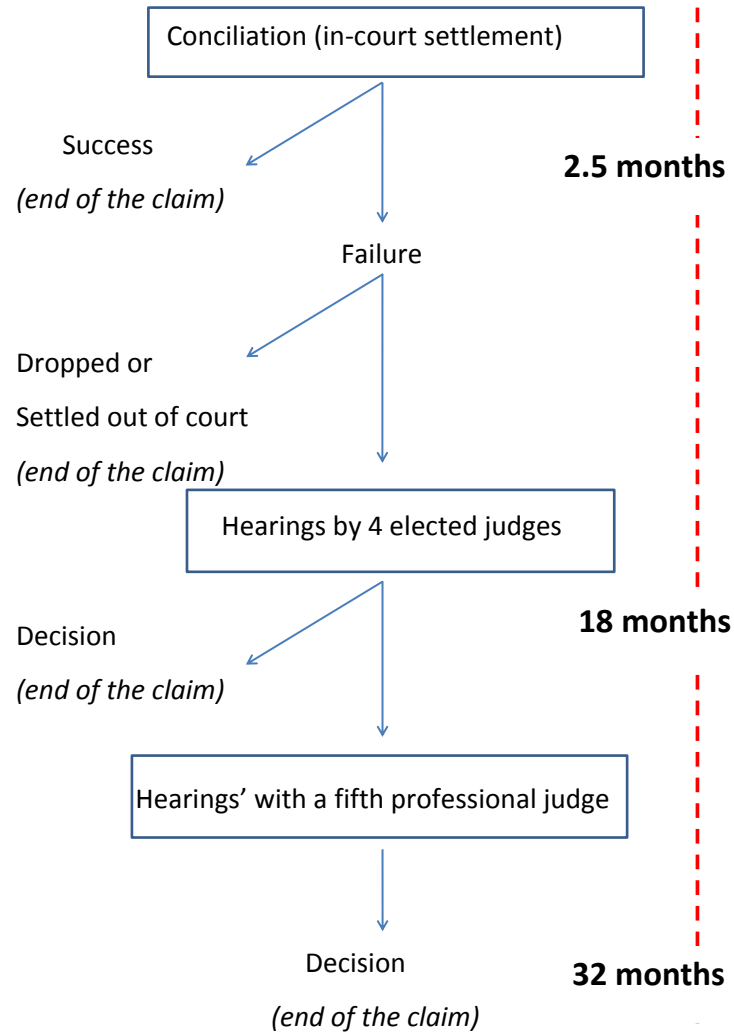 Conciliation (in-court settlement)
Success
2.5 months
(end of the claim)
Failure
Dropped or
Settled out of court
(end of the claim)
Hearings by 4 elected judges
18 months
Decision
(end of the claim)
Hearings’ with a fifth professional judge
Decision
32 months
(end of the claim)